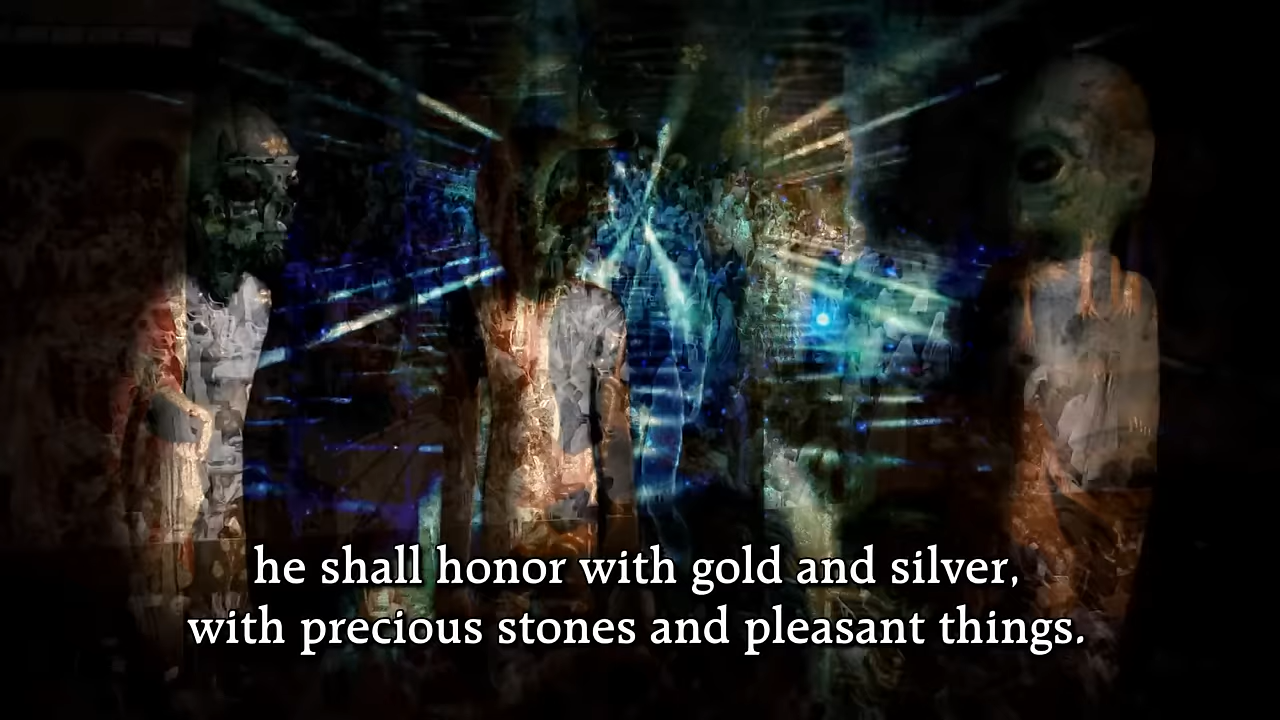 he shall honor with gold and silver,
with precious stones and pleasant things.